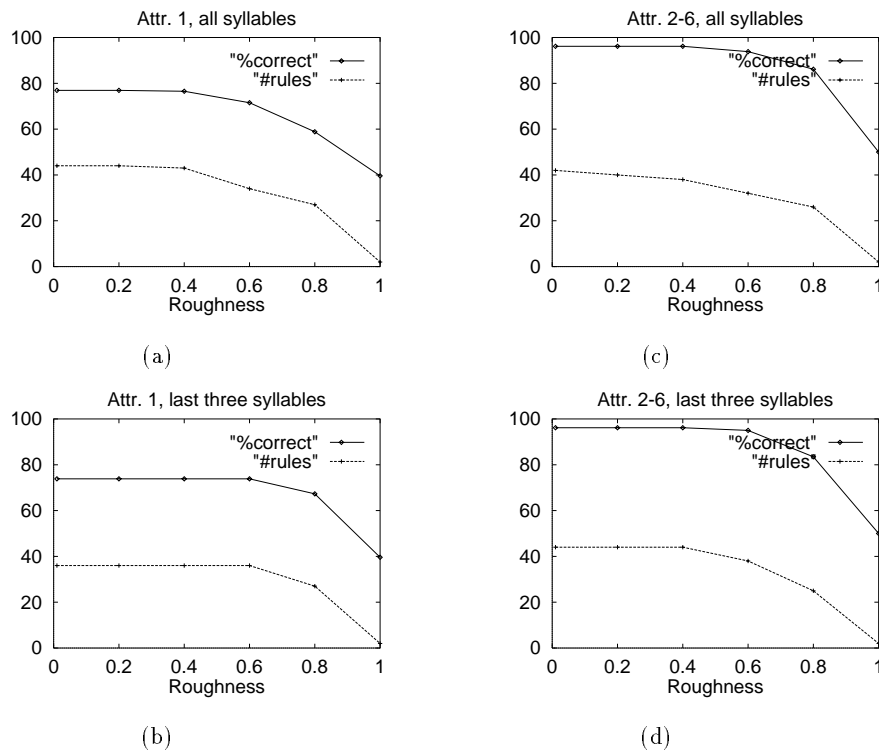 Attr. 1, all syllables
100
80
60
40
20
0
"%correct"
"#rules"
0 0.2 0.4 0.6 0.8 1
Roughness
(a)
Attr. 2-6, all syllables
100
80
60
40
20
0
"%correct"
"#rules"
0 0.2 0.4 0.6 0.8 1
Roughness
(c)
Attr. 1, last three syllables
100
80
60
40
20
0
"%correct"
"#rules"
0 0.2 0.4 0.6 0.8 1
Roughness
(b)
Attr. 2-6, last three syllables
100
80
60
40
20
0
"%correct"
"#rules"
0 0.2 0.4 0.6 0.8 1
Roughness
(d)